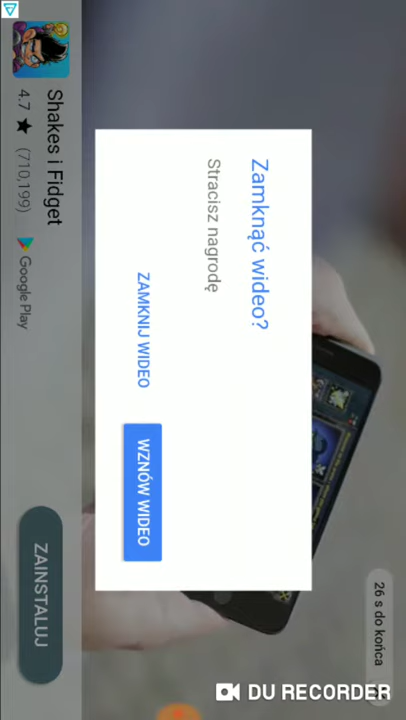 Zamknąć wideo?
Stracisz nagrodę
ZAMKNIJ WIDEO
WZNÓW WIDEO
26 s do końca
Shakes i Fidget
4.7 ★ (710,199)
Google Play
ZAINSTALUJ
DU RECORDER